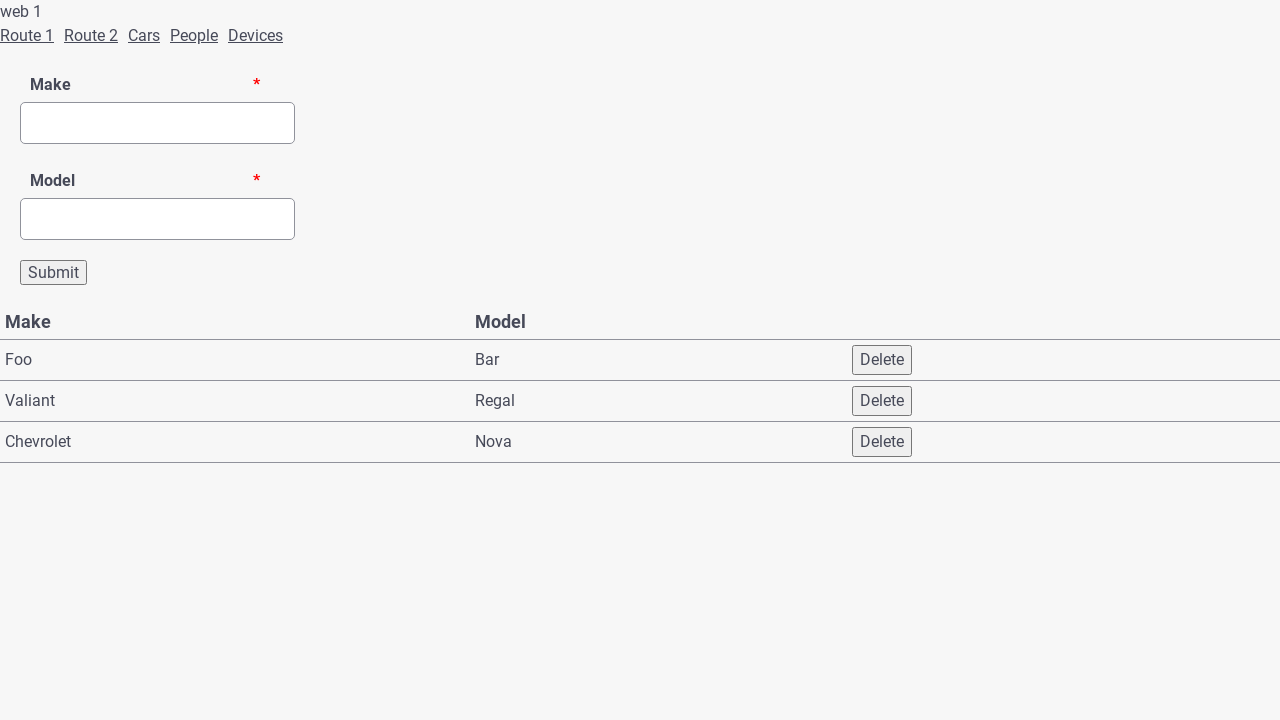 web 1
Route 1 Route 2 Cars People Devices
Make *
Model *
Submit
Make Model
Foo Bar Delete
Valiant Regal Delete
Chevrolet Nova Delete